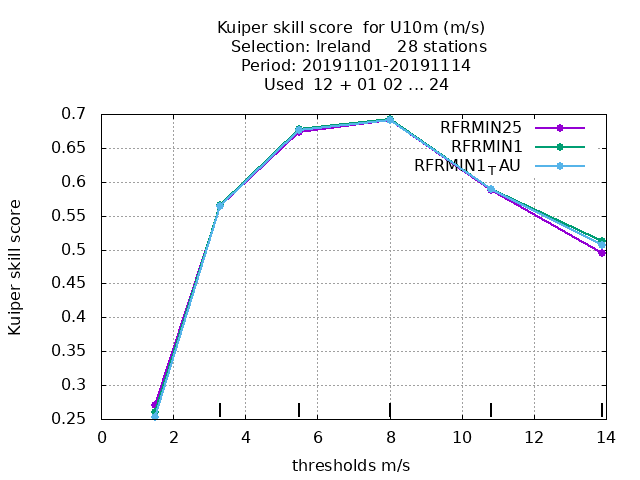 Kuiper skill score  for U10m (m/s)
Selection: Ireland     28 stations
Period: 20191101-20191114
Used  12 + 01 02 ... 24
0.7
0.65
0.6
0.55
0.5
0.45
0.4
0.35
0.3
0.25
Kuiper skill score
RFRMIN25
RFRMIN1
RFRMIN1TAU
0 2 4 6 8 10 12 14
thresholds m/s